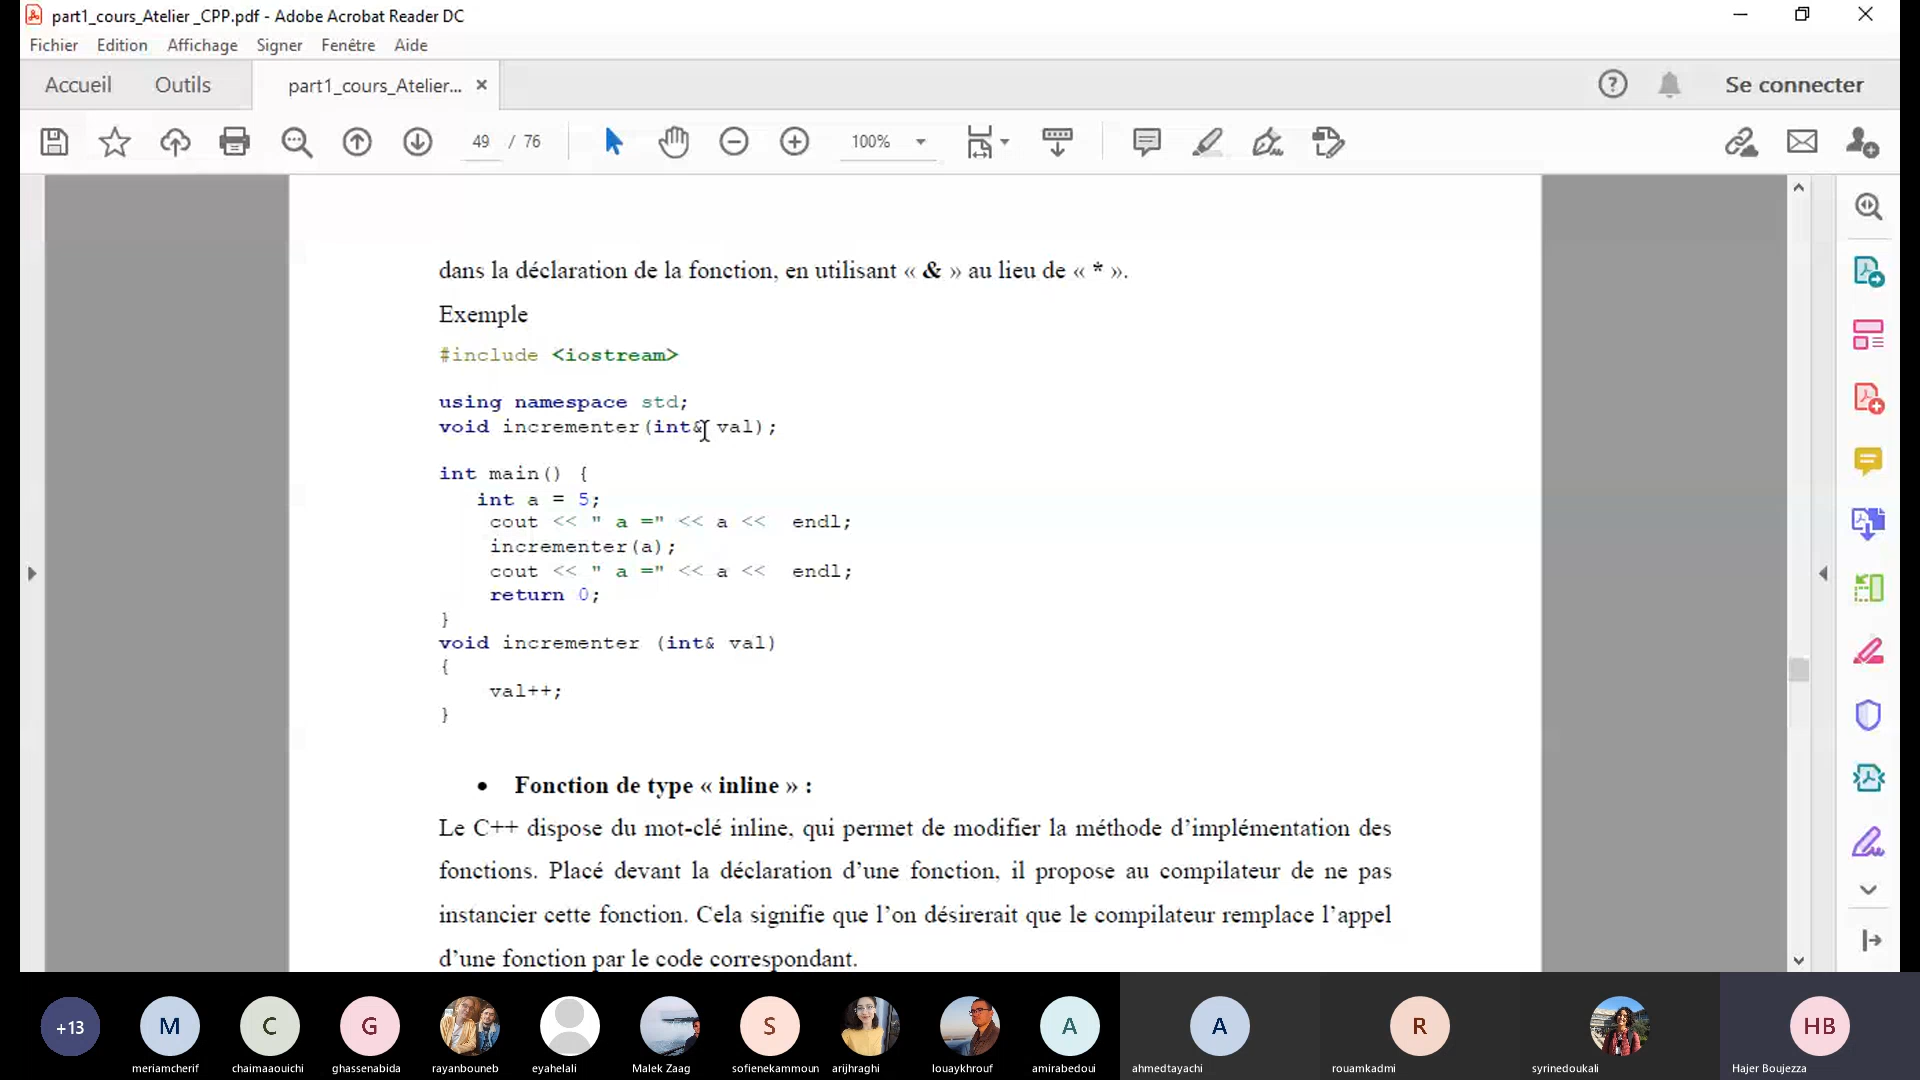 part1_cours_Atelier _CPP.pdf - Adobe Acrobat Reader DC
Fichier Edition Affichage Signer Fenêtre Aide
Accueil Outils part1_cours_Atelier... × Se connecter
49 / 76 100%
dans la déclaration de la fonction, en utilisant « & » au lieu de « * ».
Exemple
#include <iostream>
using namespace std;
void incrementer(int& val);
int main() {
int a = 5;
cout << " a =" << a << endl;
incrementer(a);
cout << " a =" << a << endl;
return 0;
}
void incrementer (int& val)
{
val++;
}
• Fonction de type « inline » :
Le C++ dispose du mot-clé inline, qui permet de modifier la méthode d'implémentation des
fonctions. Placé devant la déclaration d'une fonction, il propose au compilateur de ne pas
instancier cette fonction. Cela signifie que l'on désirerait que le compilateur remplace l'appel
d'une fonction par le code correspondant.
+13 M C G S A A R HB
meriamcherif chaimaaouichi ghassenabida rayanbouneb eyahelali Malek Zaag sofienekammoun arijhraghi louaykhrouf amirabedoui ahmedtayachi rouamkadmi syrinedoukali Hajer Boujezza